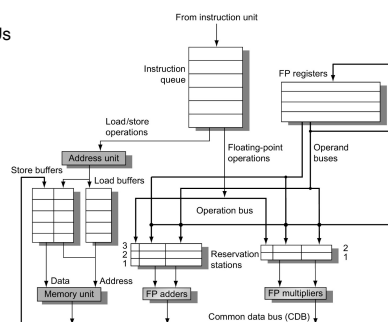 From instruction unit
Instruction
queue
FP registers
Load/store
operations
Address unit
Floating-point
operations
Operand
buses
Store buffers
Load buffers
Operation bus
3
2
1
Reservation
stations
2
1
Data
Address
Memory unit
FP adders
FP multipliers
Common data bus (CDB)